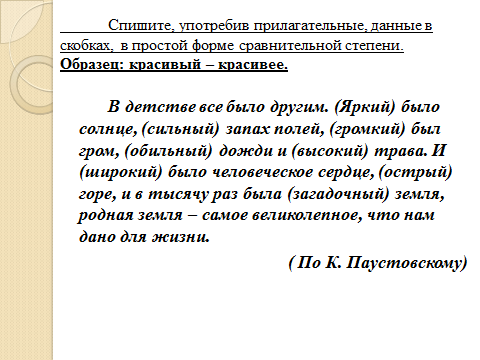 Спишите, употребив прилагательные, данные в
скобках, в простой форме сравнительной степени.
Образец: красивый – красивее.
В детстве все было другим. (Яркий) было
солнце, (сильный) запах полей, (громкий) был
гром, (обильный) дожди и (высокий) трава. И
(широкий) было человеческое сердце, (острый)
горе, и в тысячу раз была (загадочный) земля,
родная земля – самое великолепное, что нам
дано для жизни.
( По К. Паустовскому)